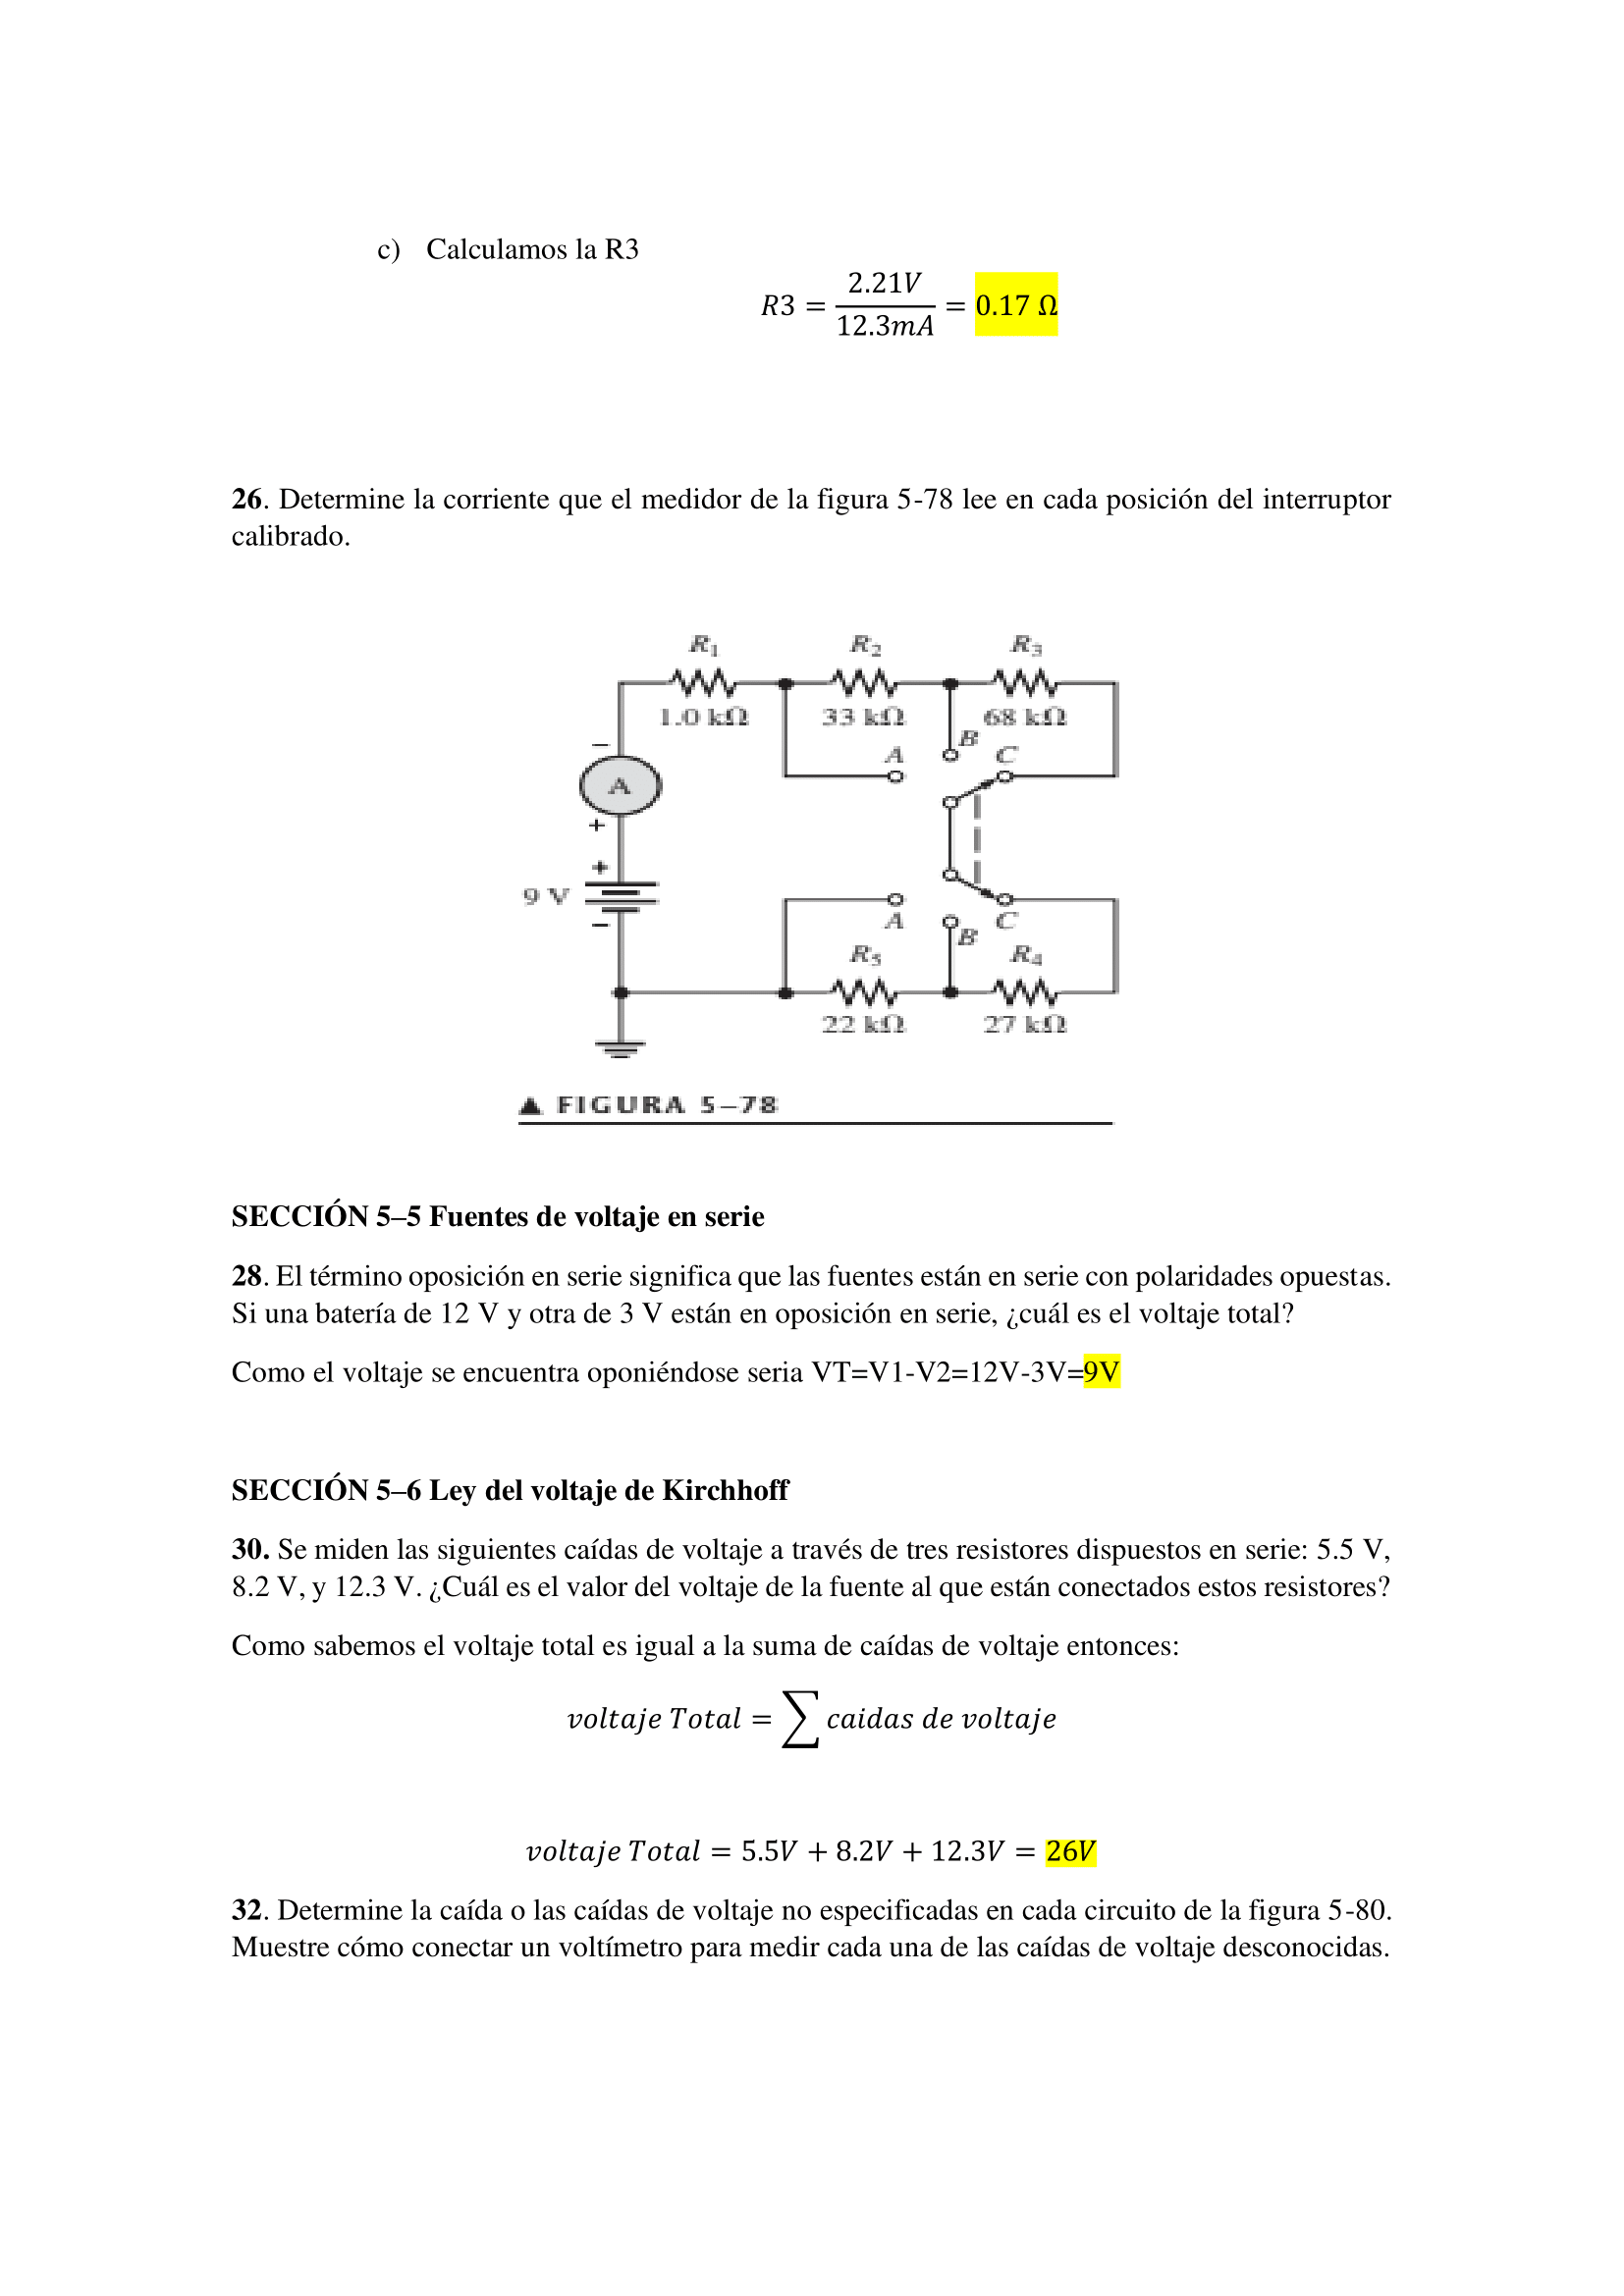 c) Calculamos la R3
R3 = 2.21V / 12.3mA = 0.17 Ω
26. Determine la corriente que el medidor de la figura 5-78 lee en cada posición del interruptor
calibrado.
R1 R2 R3
1.0 kΩ 33 kΩ 68 kΩ
B
A C
−
A
+
+
9 V
−
A C
B
R5 R4
22 kΩ 27 kΩ
▲ FIGURA 5–78
SECCIÓN 5–5 Fuentes de voltaje en serie
28. El término oposición en serie significa que las fuentes están en serie con polaridades opuestas.
Si una batería de 12 V y otra de 3 V están en oposición en serie, ¿cuál es el voltaje total?
Como el voltaje se encuentra oponiéndose seria VT=V1-V2=12V-3V=9V
SECCIÓN 5–6 Ley del voltaje de Kirchhoff
30. Se miden las siguientes caídas de voltaje a través de tres resistores dispuestos en serie: 5.5 V,
8.2 V, y 12.3 V. ¿Cuál es el valor del voltaje de la fuente al que están conectados estos resistores?
Como sabemos el voltaje total es igual a la suma de caídas de voltaje entonces:
voltaje Total = ∑ caidas de voltaje
voltaje Total = 5.5V + 8.2V + 12.3V = 26V
32. Determine la caída o las caídas de voltaje no especificadas en cada circuito de la figura 5-80.
Muestre cómo conectar un voltímetro para medir cada una de las caídas de voltaje desconocidas.